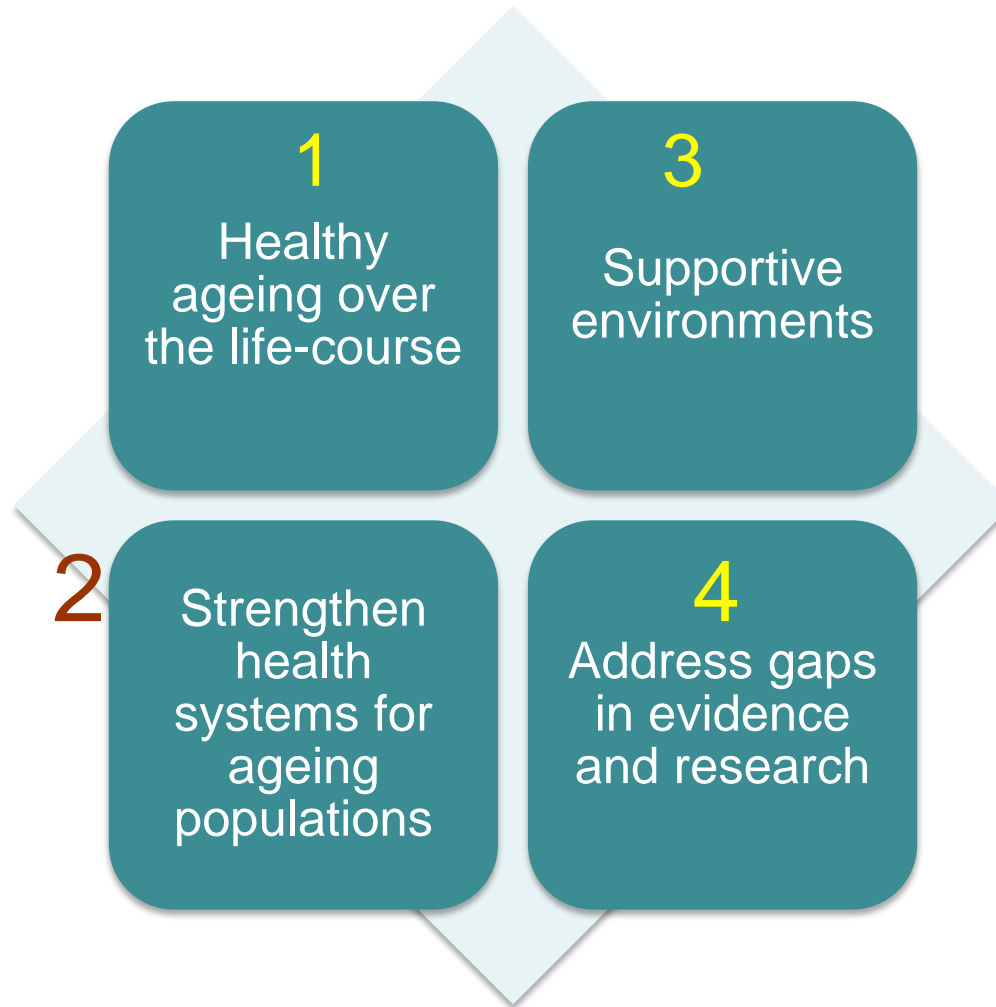 1
Healthy
ageing over
the life-course
3
Supportive
environments
2
Strengthen
health
systems for
ageing
populations
4
Address gaps
in evidence
and research